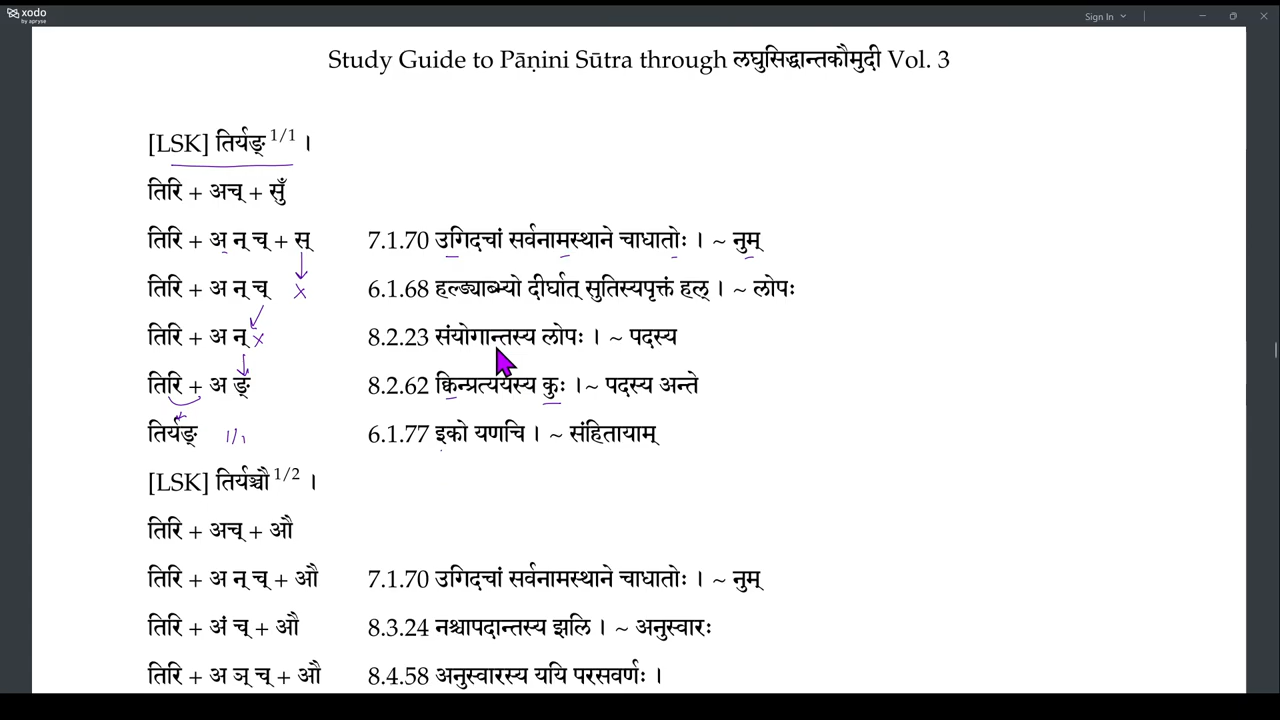 xodo
by apryse
Sign In
Study Guide to Pāṇini Sūtra through लघुसिद्धान्तकौमुदी Vol. 3
[LSK] तिर्यङ् 1/1 ।
तिरि + अच् + सुँ
तिरि + अ न् च् + स् 7.1.70 उगिदचां सर्वनामस्थाने चाधातोः । ~ नुम्
तिरि + अ न् च् x 6.1.68 हल्ङ्याब्भ्यो दीर्घात् सुतिस्यपृक्तं हल् । ~ लोपः
तिरि + अ न् x 8.2.23 संयोगान्तस्य लोपः । ~ पदस्य
तिरि + अ ङ् 8.2.62 क्विन्प्रत्ययस्य कुः । ~ पदस्य अन्ते
तिर्यङ् 1/1 6.1.77 इको यणचि । ~ संहितायाम्
[LSK] तिर्यञ्चौ 1/2 ।
तिरि + अच् + औ
तिरि + अ न् च् + औ 7.1.70 उगिदचां सर्वनामस्थाने चाधातोः । ~ नुम्
तिरि + अं च् + औ 8.3.24 नश्चापदान्तस्य झलि । ~ अनुस्वारः
तिरि + अ ञ् च् + औ 8.4.58 अनुस्वारस्य ययि परसवर्णः ।